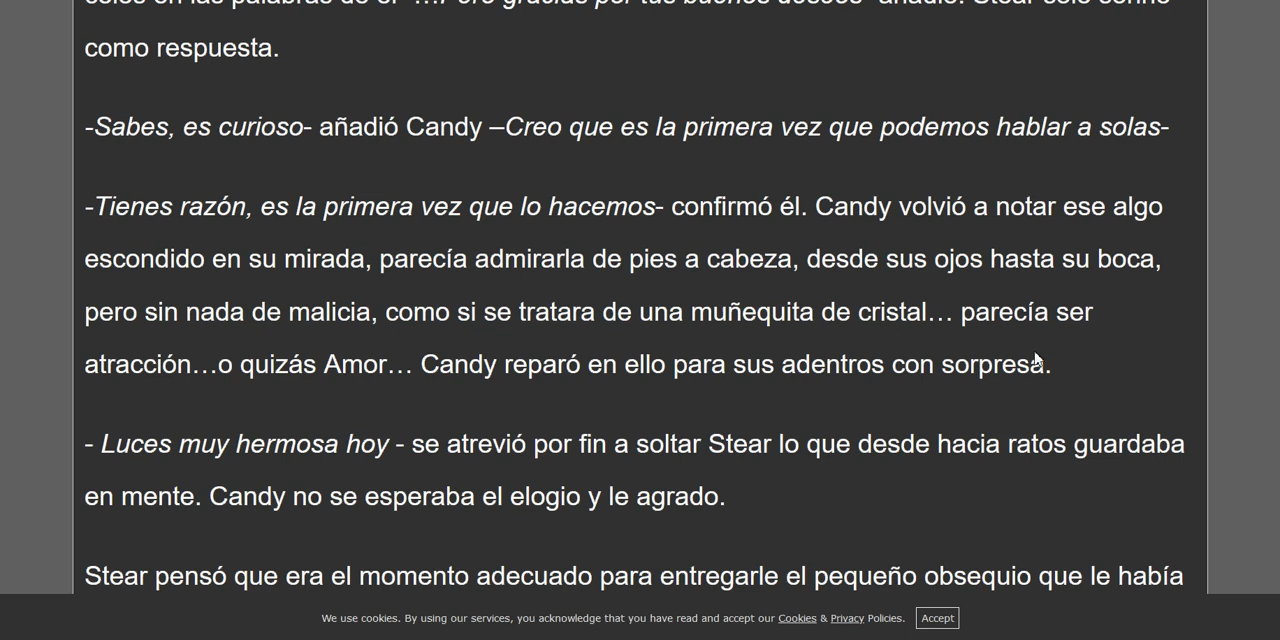 como respuesta.
-Sabes, es curioso- añadió Candy –Creo que es la primera vez que podemos hablar a solas-
-Tienes razón, es la primera vez que lo hacemos- confirmó él. Candy volvió a notar ese algo
escondido en su mirada, parecía admirarla de pies a cabeza, desde sus ojos hasta su boca,
pero sin nada de malicia, como si se tratara de una muñequita de cristal… parecía ser
atracción…o quizás Amor… Candy reparó en ello para sus adentros con sorpresa.
- Luces muy hermosa hoy - se atrevió por fin a soltar Stear lo que desde hacia ratos guardaba
en mente. Candy no se esperaba el elogio y le agrado.
Stear pensó que era el momento adecuado para entregarle el pequeño obsequio que le había
We use cookies. By using our services, you acknowledge that you have read and accept our Cookies & Privacy Policies. Accept